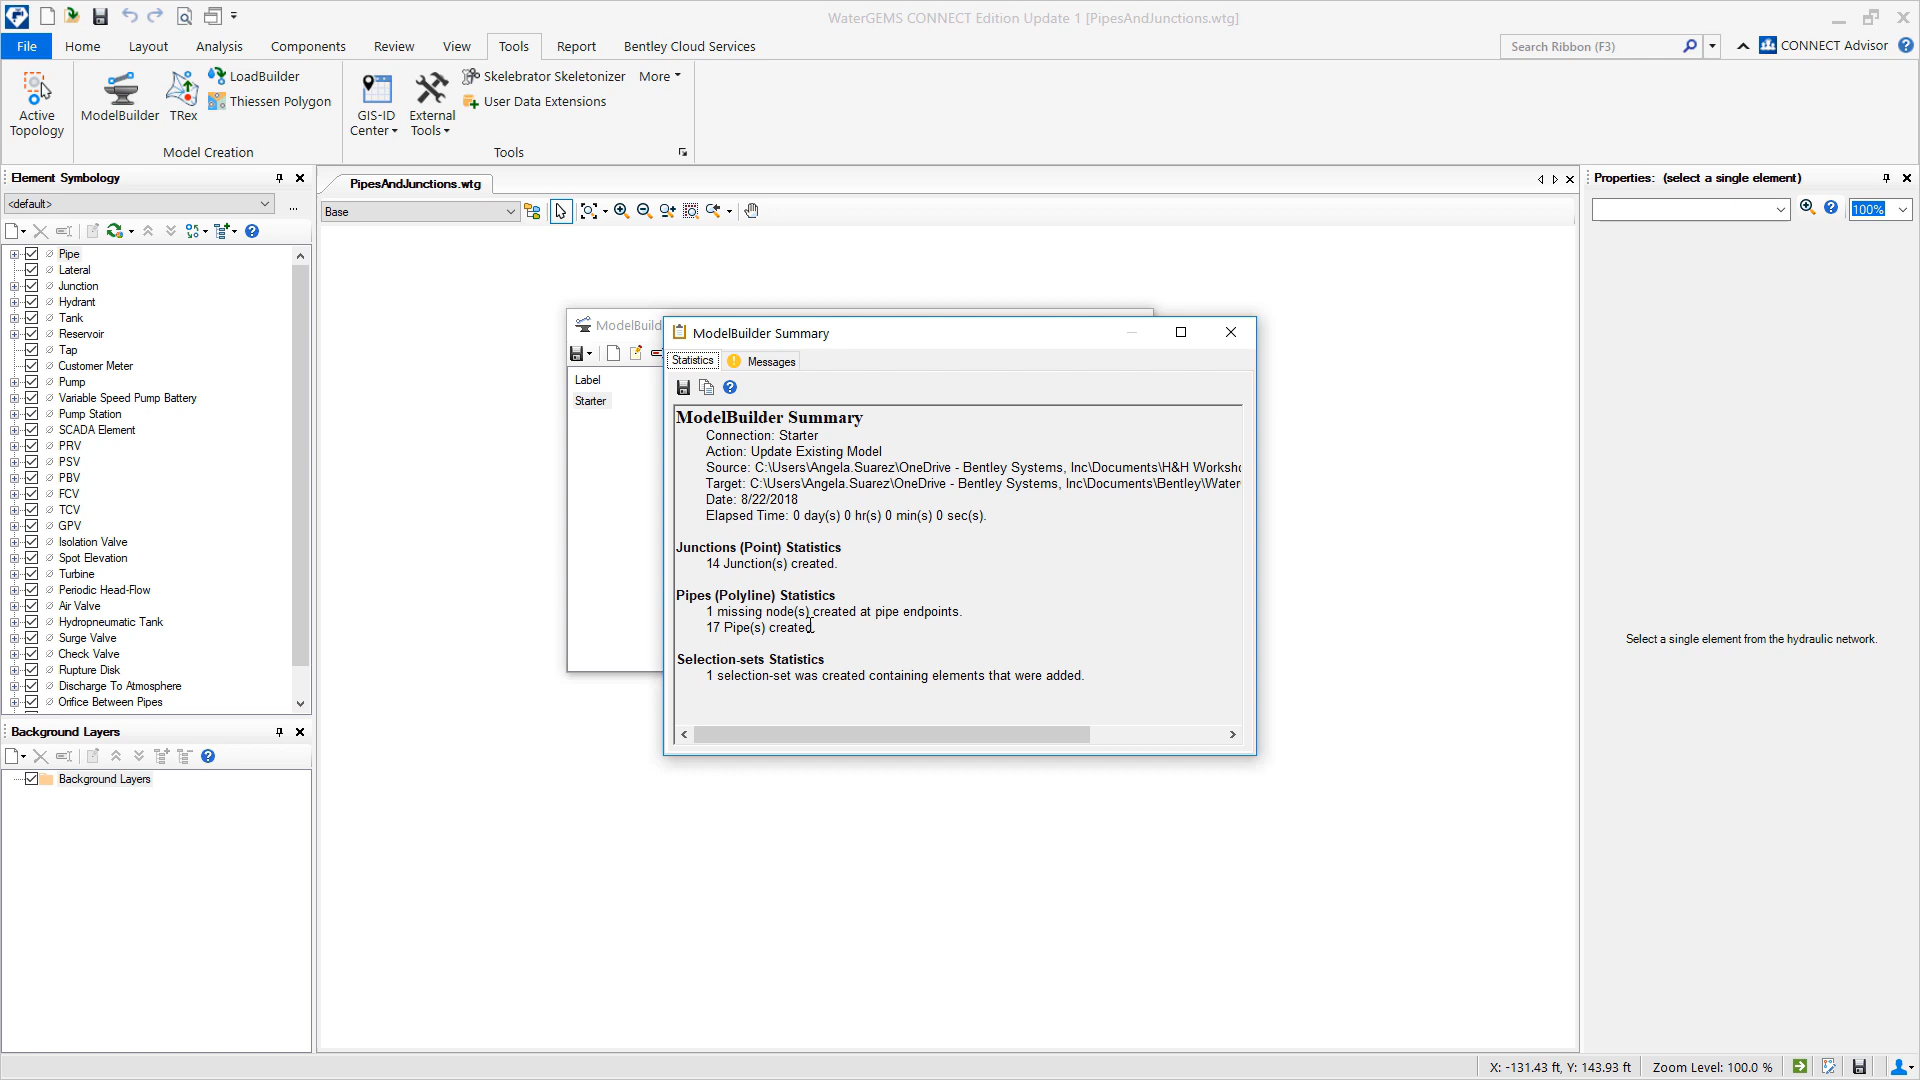 WaterGEMS CONNECT Edition Update 1 [PipesAndJunctions.wtg]
File Home Layout Analysis Components Review View Tools Report Bentley Cloud Services
Search Ribbon (F3)
CONNECT Advisor
Active Topology
ModelBuilder
TRex
LoadBuilder
Thiessen Polygon
Model Creation
GIS-ID Center
External Tools
Skelebrator Skeletonizer
More
User Data Extensions
Tools
Element Symbology
<default>
...
Pipe
Lateral
Junction
Hydrant
Tank
Reservoir
Tap
Customer Meter
Pump
Variable Speed Pump Battery
Pump Station
SCADA Element
PRV
PSV
PBV
FCV
TCV
GPV
Isolation Valve
Spot Elevation
Turbine
Periodic Head-Flow
Air Valve
Hydropneumatic Tank
Surge Valve
Check Valve
Rupture Disk
Discharge To Atmosphere
Orifice Between Pipes
Background Layers
Background Layers
PipesAndJunctions.wtg
Base
ModelBuild
Label
Starter
ModelBuilder Summary
Statistics
Messages
ModelBuilder Summary
Connection: Starter
Action: Update Existing Model
Source: C:\Users\Angela.Suarez\OneDrive - Bentley Systems, Inc\Documents\H&H Worksho
Target: C:\Users\Angela.Suarez\OneDrive - Bentley Systems, Inc\Documents\Bentley\Water
Date: 8/22/2018
Elapsed Time: 0 day(s) 0 hr(s) 0 min(s) 0 sec(s).
Junctions (Point) Statistics
14 Junction(s) created.
Pipes (Polyline) Statistics
1 missing node(s) created at pipe endpoints.
17 Pipe(s) created.
Selection-sets Statistics
1 selection-set was created containing elements that were added.
Properties: (select a single element)
100%
Select a single element from the hydraulic network.
X: -131.43 ft, Y: 143.93 ft
Zoom Level: 100.0 %